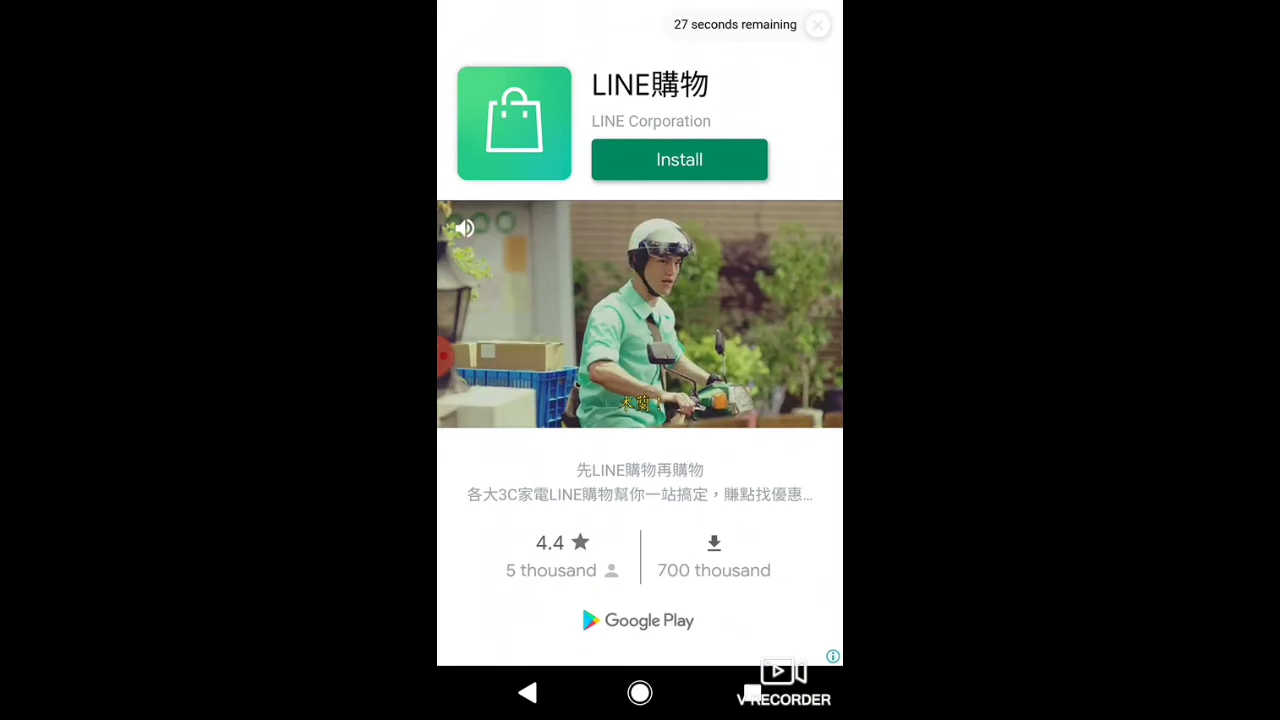 27 seconds remaining
LINE購物
LINE Corporation
Install
木蘭！
先LINE購物再購物
各大3C家電LINE購物幫你一站搞定，賺點找優惠...
4.4
5 thousand
700 thousand
Google Play
V RECORDER